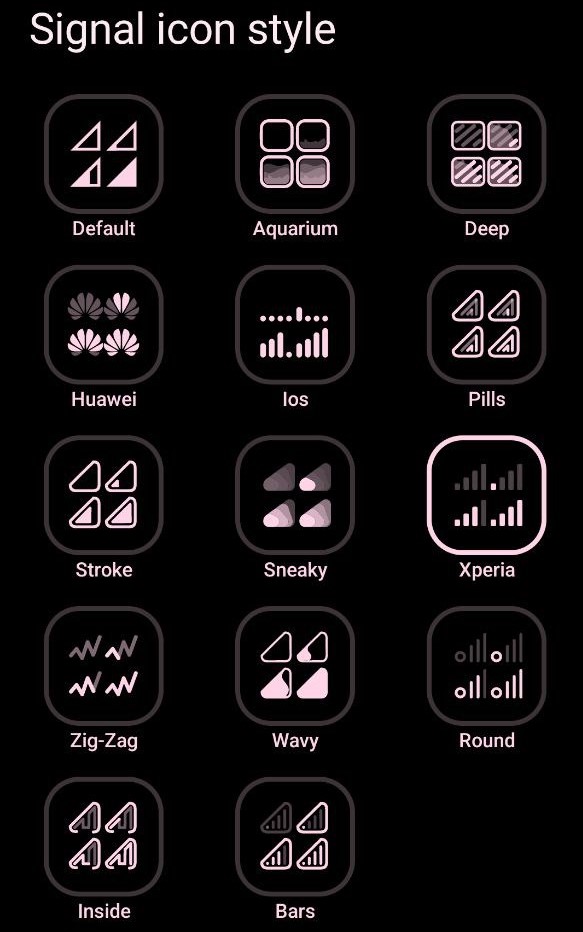 Signal icon style
Default
Aquarium
Deep
Huawei
Ios
Pills
Stroke
Sneaky
Xperia
Zig-Zag
Wavy
Round
Inside
Bars